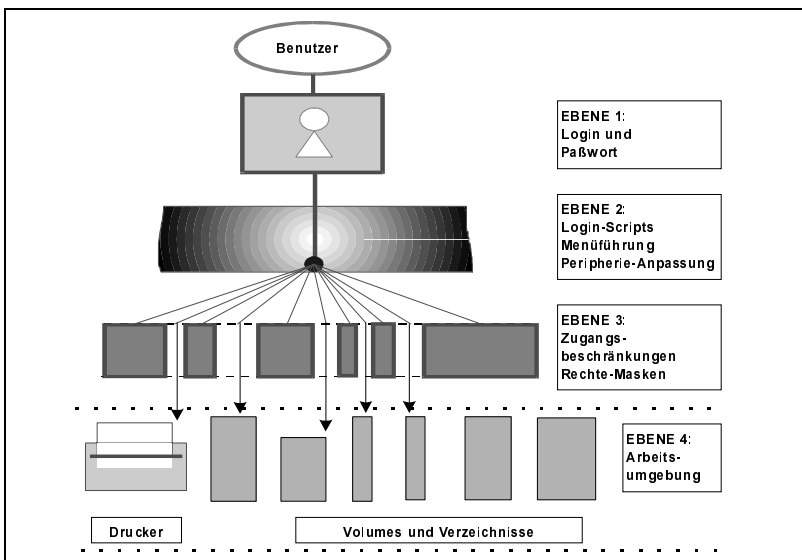 Benutzer
EBENE 1:
Login und
Paßwort
EBENE 2:
Login-Scripts
Menüführung
Peripherie-Anpassung
EBENE 3:
Zugangs-
beschränkungen
Rechte-Masken
EBENE 4:
Arbeits-
umgebung
Drucker
Volumes und Verzeichnisse